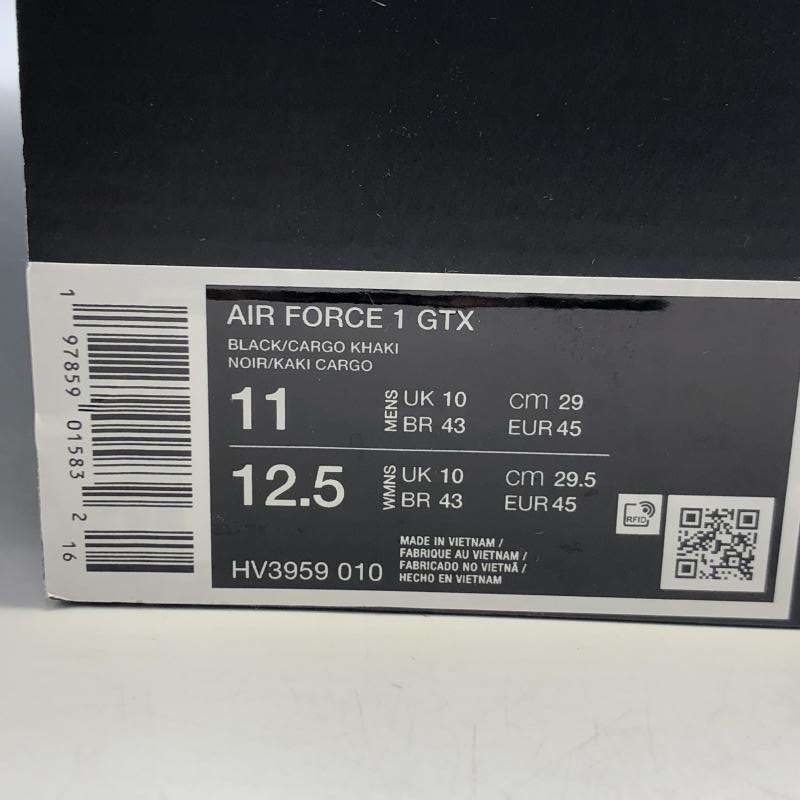 AIR FORCE 1 GTX
BLACK/CARGO KHAKI
NOIR/KAKI CARGO
11 MENS UK 10 cm 29
BR 43 EUR 45
12.5 WMNS UK 10 cm 29.5
BR 43 EUR 45
HV3959 010
MADE IN VIETNAM /
FABRIQUE AU VIETNAM /
FABRICADO NO VIETNÃ /
HECHO EN VIETNAM
RFID
1 97859 01583 2 16